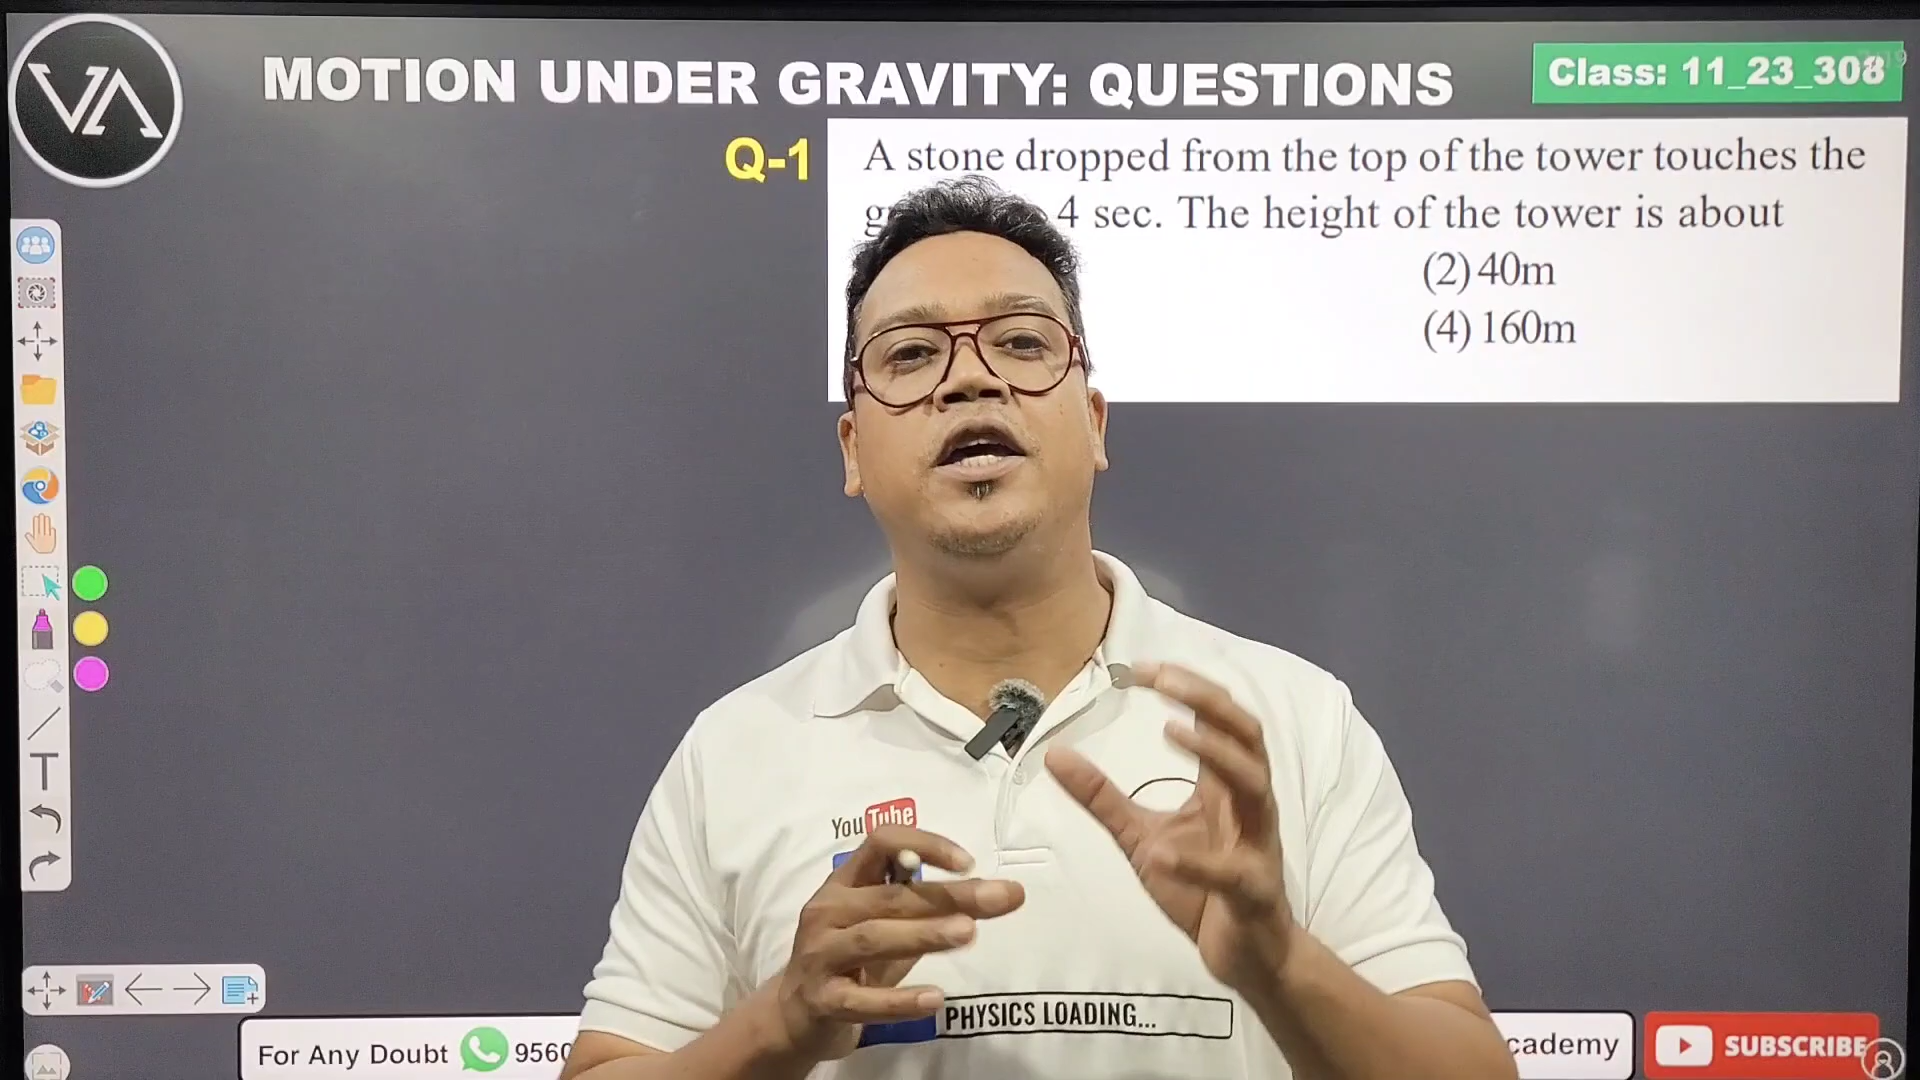 VA
MOTION UNDER GRAVITY: QUESTIONS
Class: 11_23_308
Q-1
A stone dropped from the top of the tower touches the
4 sec. The height of the tower is about
(2) 40m
(4) 160m
YouTube
PHYSICS LOADING...
For Any Doubt
SUBSCRIBE